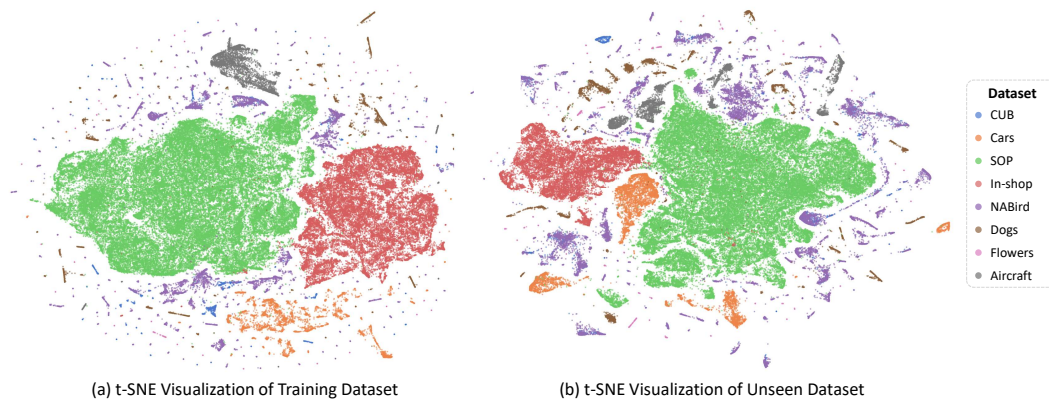 Dataset
CUB
Cars
SOP
In-shop
NABird
Dogs
Flowers
Aircraft
(a) t-SNE Visualization of Training Dataset
(b) t-SNE Visualization of Unseen Dataset